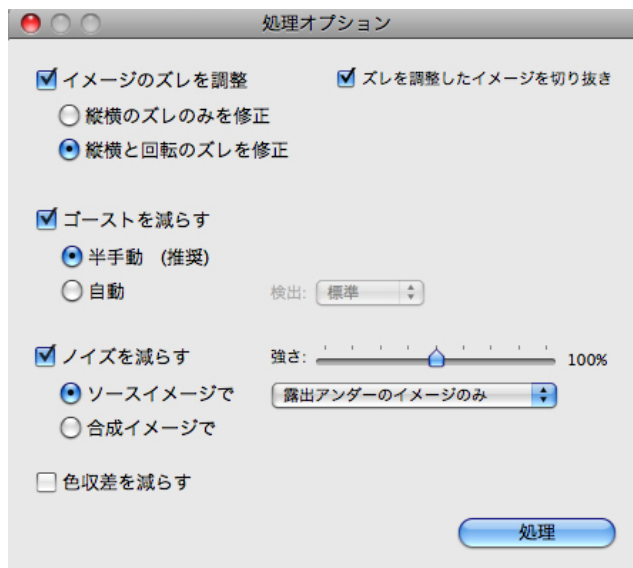 処理オプション
イメージのズレを調整 ズレを調整したイメージを切り抜き
縦横のズレのみを修正
縦横と回転のズレを修正
ゴーストを減らす
半手動 (推奨)
自動 検出: 標準
ノイズを減らす 強さ: 100%
ソースイメージで 露出アンダーのイメージのみ
合成イメージで
色収差を減らす
処理